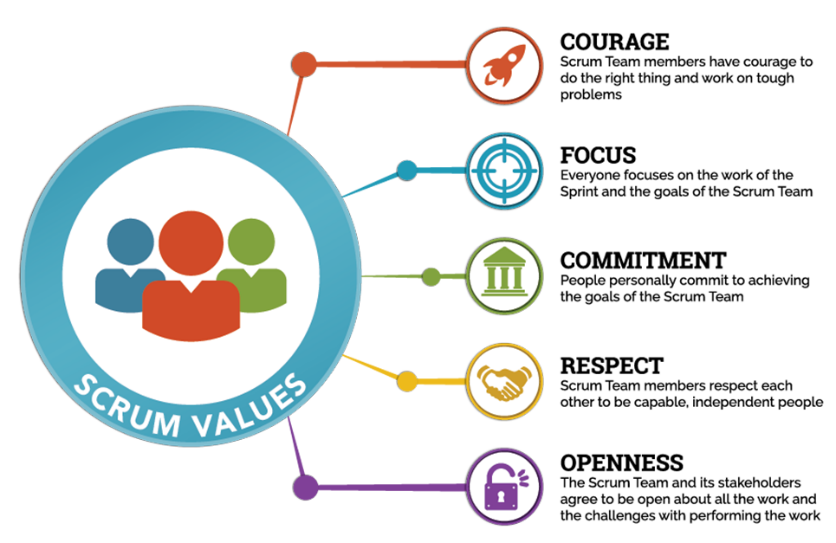 COURAGE
Scrum Team members have courage to
do the right thing and work on tough
problems
FOCUS
Everyone focuses on the work of the
Sprint and the goals of the Scrum Team
COMMITMENT
People personally commit to achieving
the goals of the Scrum Team
RESPECT
Scrum Team members respect each
other to be capable, independent people
OPENNESS
The Scrum Team and its stakeholders
agree to be open about all the work and
the challenges with performing the work
SCRUM VALUES